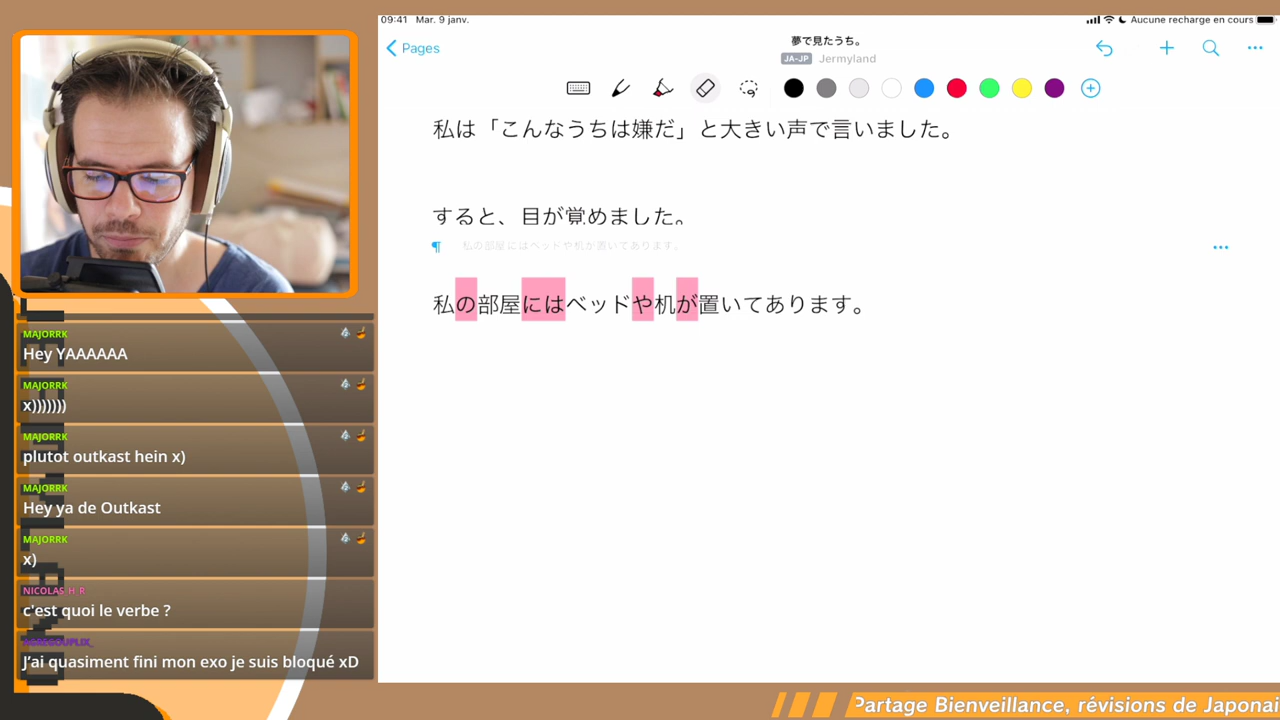 09:41 Mar. 9 janv.
Aucune recharge en cours
Pages
夢で見たうち。
JA-JP Jermyland
私は「こんなうちは嫌だ」と大きい声で言いました。
すると、目が覚めました。
私の部屋にはベッドや机が置いてあります。
私の部屋にはベッドや机が置いてあります。
MAJORRK
Hey YAAAAAA
MAJORRK
x)))))))
MAJORRK
plutot outkast hein x)
MAJORRK
Hey ya de Outkast
MAJORRK
x)
NICOLAS_H_R
c'est quoi le verbe ?
J'ai quasiment fini mon exo je suis bloqué xD
Partage Bienveillance, révisions de Japonai